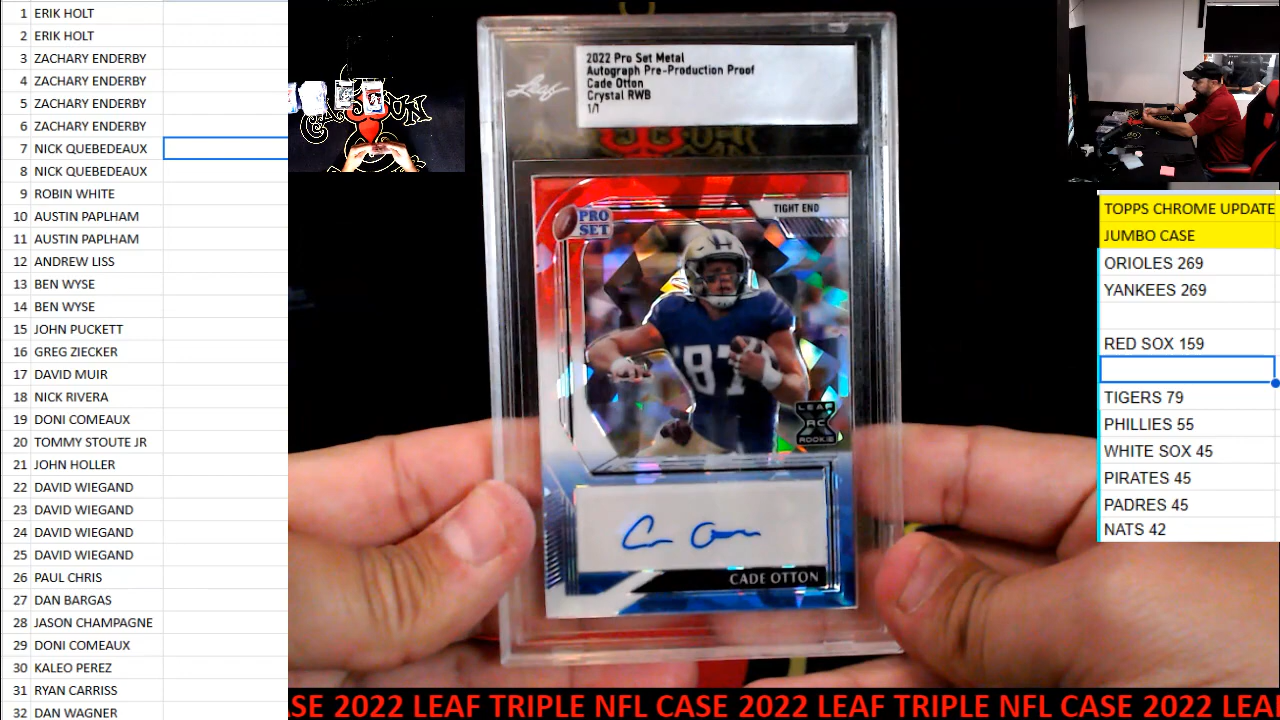 1 ERIK HOLT
2 ERIK HOLT
3 ZACHARY ENDERBY
4 ZACHARY ENDERBY
5 ZACHARY ENDERBY
6 ZACHARY ENDERBY
7 NICK QUEBEDEAUX
8 NICK QUEBEDEAUX
9 ROBIN WHITE
10 AUSTIN PAPLHAM
11 AUSTIN PAPLHAM
12 ANDREW LISS
13 BEN WYSE
14 BEN WYSE
15 JOHN PUCKETT
16 GREG ZIECKER
17 DAVID MUIR
18 NICK RIVERA
19 DONI COMEAUX
20 TOMMY STOUTE JR
21 JOHN HOLLER
22 DAVID WIEGAND
23 DAVID WIEGAND
24 DAVID WIEGAND
25 DAVID WIEGAND
26 PAUL CHRIS
27 DAN BARGAS
28 JASON CHAMPAGNE
29 DONI COMEAUX
30 KALEO PEREZ
31 RYAN CARRISS
32 DAN WAGNER
Leaf
2022 Pro Set Metal
Autograph Pre-Production Proof
Cade Otton
Crystal RWB
1/1
PRO
SET
TIGHT END
87
LEAF
RC
ROOKIE
CADE OTTON
TOPPS CHROME UPDATE
JUMBO CASE
ORIOLES 269
YANKEES 269
RED SOX 159
TIGERS 79
PHILLIES 55
WHITE SOX 45
PIRATES 45
PADRES 45
NATS 42
SE 2022 LEAF TRIPLE NFL CASE 2022 LEAF TRIPLE NFL CASE 2022 LEA